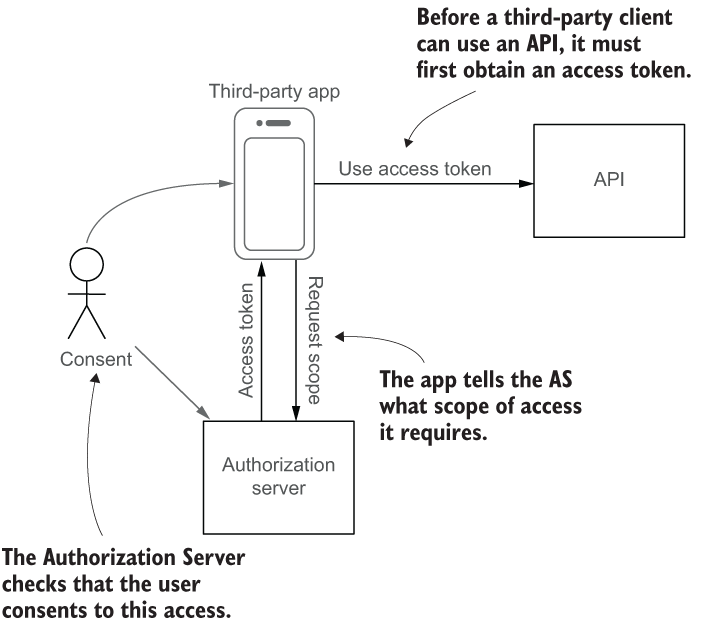 Before a third-party client
can use an API, it must
first obtain an access token.
Third-party app
Use access token
API
Access token
Request scope
Consent
The app tells the AS
what scope of access
it requires.
Authorization
server
The Authorization Server
checks that the user
consents to this access.